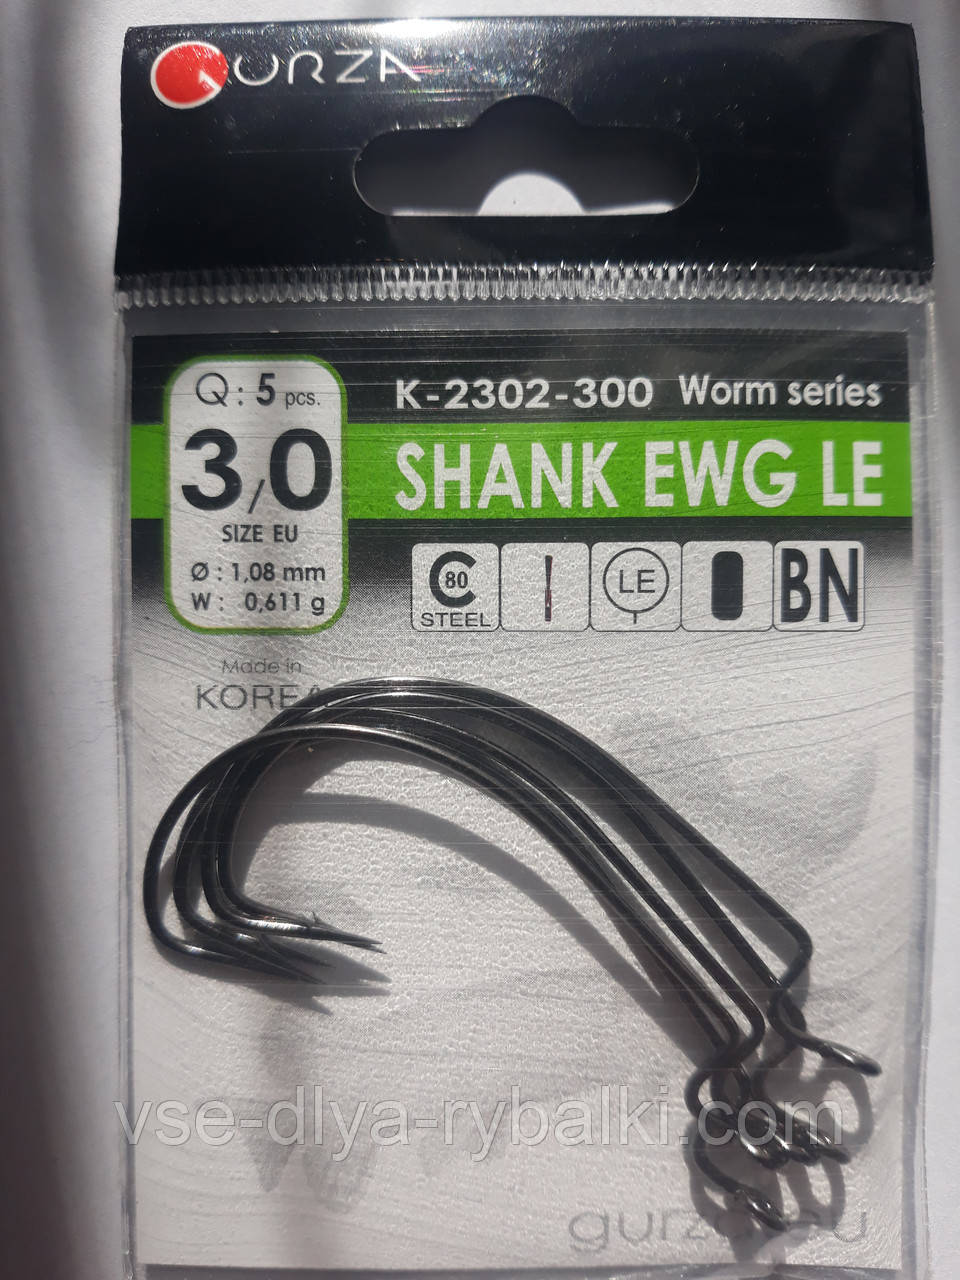 GURZA
Q: 5 pcs.
3/0
SIZE EU
Ø : 1,08 mm
W : 0,611 g
K-2302-300 Worm series
SHANK EWG LE
C 80 STEEL
LE
BN
Made in
KOREA
vse-dlya-rybalki.com
gurza.eu